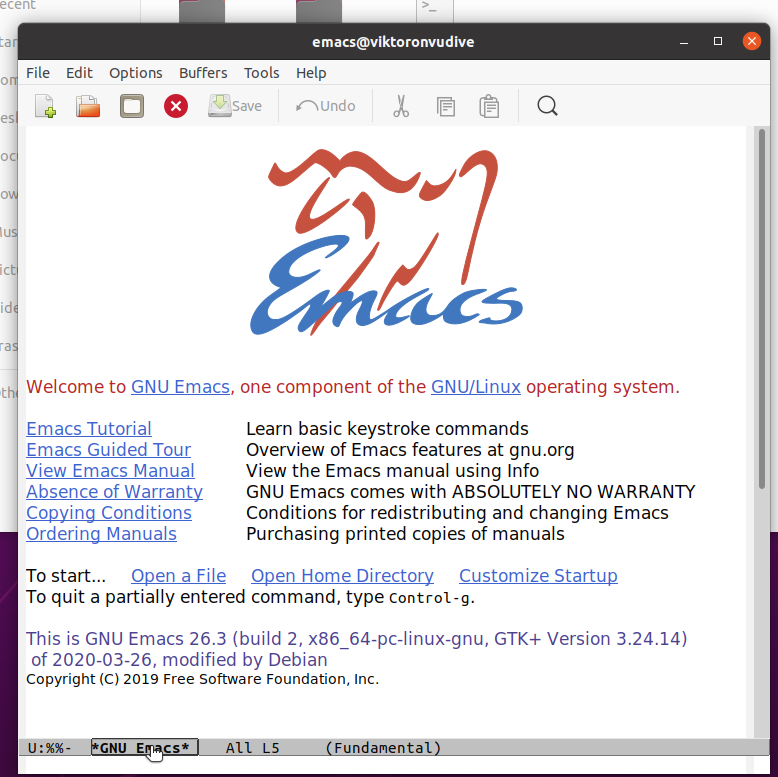 ecent
>_
emacs@viktoronvudive
File Edit Options Buffers Tools Help
Save Undo
Emacs
Welcome to GNU Emacs, one component of the GNU/Linux operating system.
Emacs Tutorial Learn basic keystroke commands
Emacs Guided Tour Overview of Emacs features at gnu.org
View Emacs Manual View the Emacs manual using Info
Absence of Warranty GNU Emacs comes with ABSOLUTELY NO WARRANTY
Copying Conditions Conditions for redistributing and changing Emacs
Ordering Manuals Purchasing printed copies of manuals
To start... Open a File Open Home Directory Customize Startup
To quit a partially entered command, type Control-g.
This is GNU Emacs 26.3 (build 2, x86_64-pc-linux-gnu, GTK+ Version 3.24.14)
of 2020-03-26, modified by Debian
Copyright (C) 2019 Free Software Foundation, Inc.
U:%%- *GNU Emacs* All L5 (Fundamental)